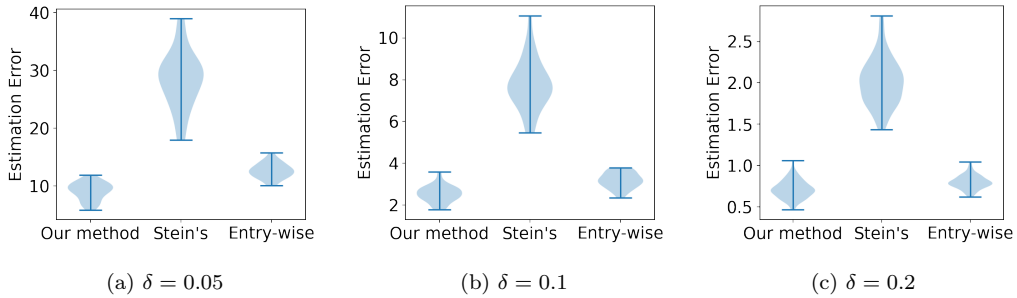 Estimation Error
40
30
20
10
Our method Stein's Entry-wise
(a) δ = 0.05
Estimation Error
10
8
6
4
2
Our method Stein's Entry-wise
(b) δ = 0.1
Estimation Error
2.5
2.0
1.5
1.0
0.5
Our method Stein's Entry-wise
(c) δ = 0.2